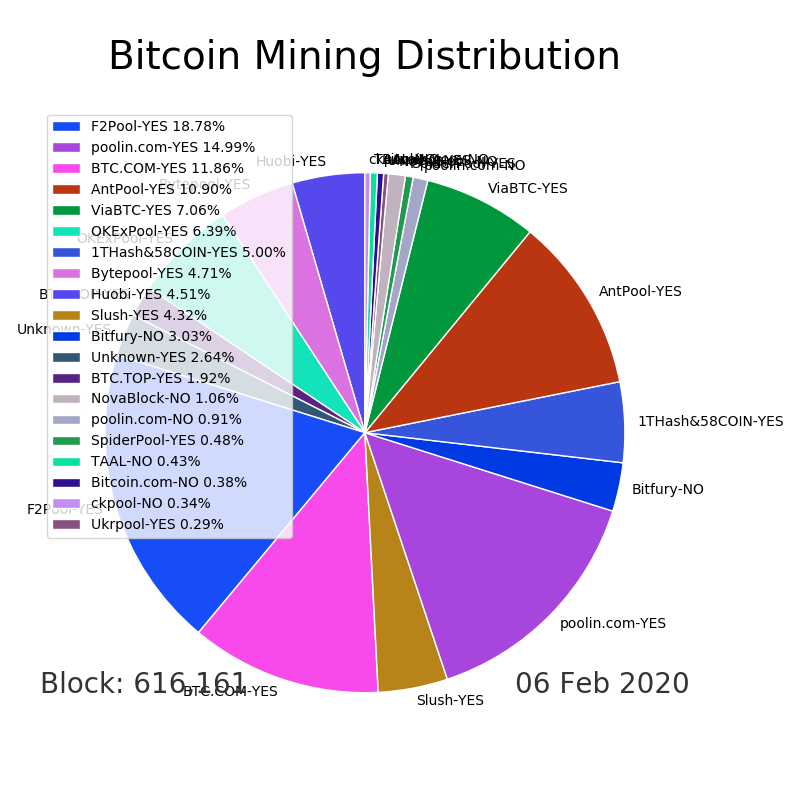 Bitcoin Mining Distribution
F2Pool-YES 18.78%
poolin.com-YES 14.99%
BTC.COM-YES 11.86%
AntPool-YES 10.90%
ViaBTC-YES 7.06%
OKExPool-YES 6.39%
1THash&58COIN-YES 5.00%
Bytepool-YES 4.71%
Huobi-YES 4.51%
Slush-YES 4.32%
Bitfury-NO 3.03%
Unknown-YES 2.64%
BTC.TOP-YES 1.92%
NovaBlock-NO 1.06%
poolin.com-NO 0.91%
SpiderPool-YES 0.48%
TAAL-NO 0.43%
Bitcoin.com-NO 0.38%
ckpool-NO 0.34%
Ukrpool-YES 0.29%
Huobi-YES
Bytepool-YES
OKExPool-YES
Unknown-YES
F2Pool-YES
BTC.COM-YES
Slush-YES
poolin.com-YES
Bitfury-NO
1THash&58COIN-YES
AntPool-YES
ViaBTC-YES
poolin.com-NO
Block: 616,161
06 Feb 2020